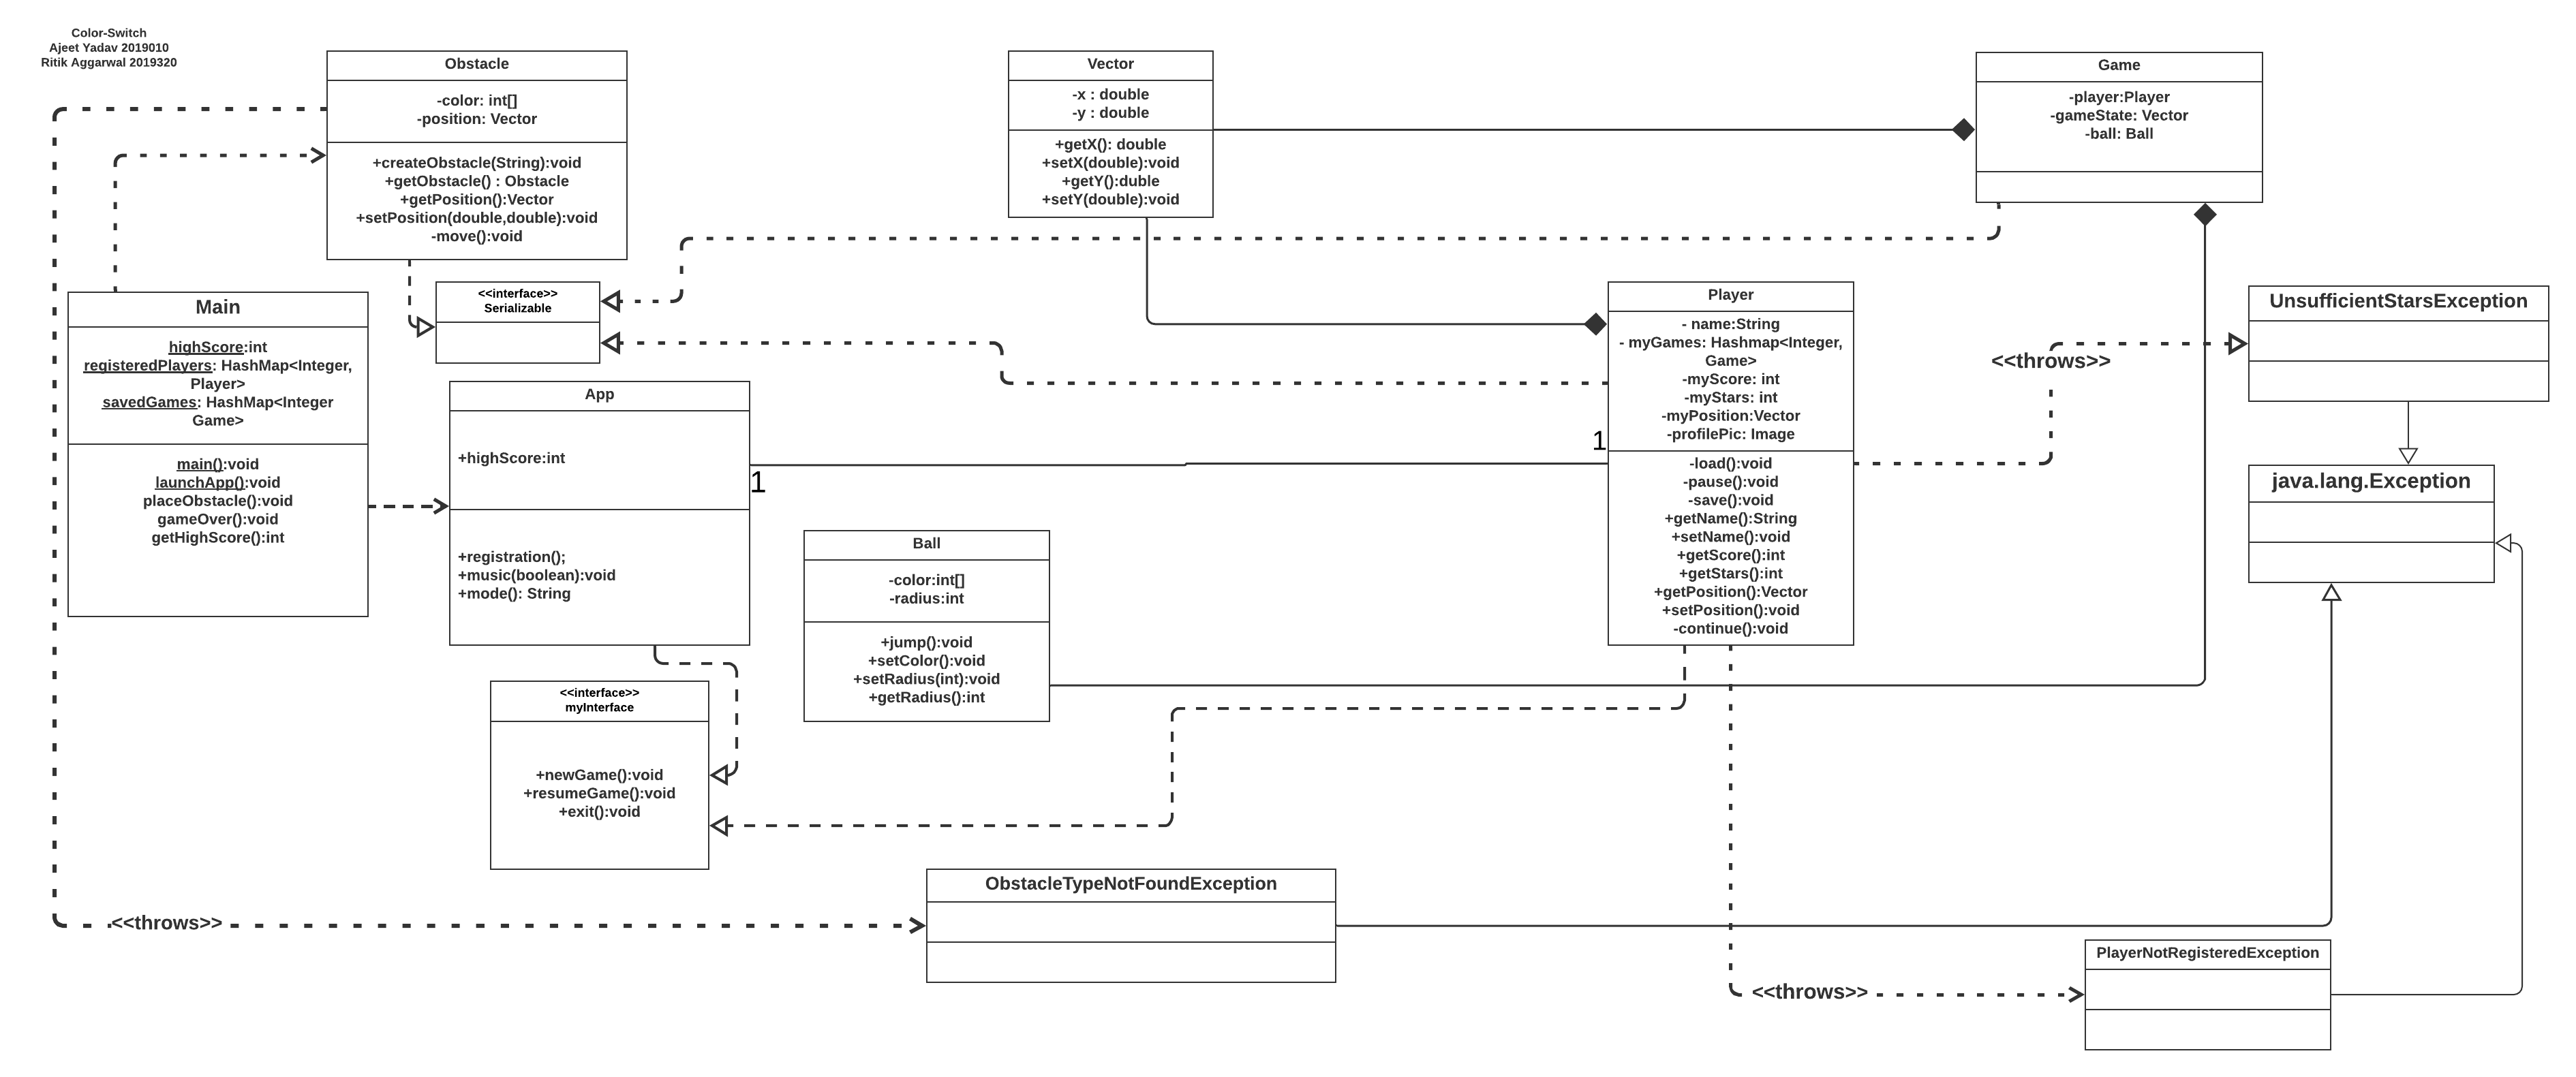 Color-Switch
Ajeet Yadav 2019010
Ritik Aggarwal 2019320
Obstacle
-color: int[]
-position: Vector
+createObstacle(String):void
+getObstacle() : Obstacle
+getPosition():Vector
+setPosition(double,double):void
-move():void
Vector
-x : double
-y : double
+getX(): double
+setX(double):void
+getY():duble
+setY(double):void
Game
-player:Player
-gameState: Vector
-ball: Ball
Main
highScore:int
registeredPlayers: HashMap<Integer,
Player>
savedGames: HashMap<Integer
Game>
main():void
launchApp():void
placeObstacle():void
gameOver():void
getHighScore():int
<<interface>>
Serializable
App
+highScore:int
+registration();
+music(boolean):void
+mode(): String
1
1
Player
- name:String
- myGames: Hashmap<Integer,
Game>
-myScore: int
-myStars: int
-myPosition:Vector
-profilePic: Image
-load():void
-pause():void
-save():void
+getName():String
+setName():void
+getScore():int
+getStars():int
+getPosition():Vector
+setPosition():void
-continue():void
<<throws>>
UnsufficientStarsException
java.lang.Exception
Ball
-color:int[]
-radius:int
+jump():void
+setColor():void
+setRadius(int):void
+getRadius():int
<<interface>>
myInterface
+newGame():void
+resumeGame():void
+exit():void
<<throws>>
ObstacleTypeNotFoundException
<<throws>>
PlayerNotRegisteredException